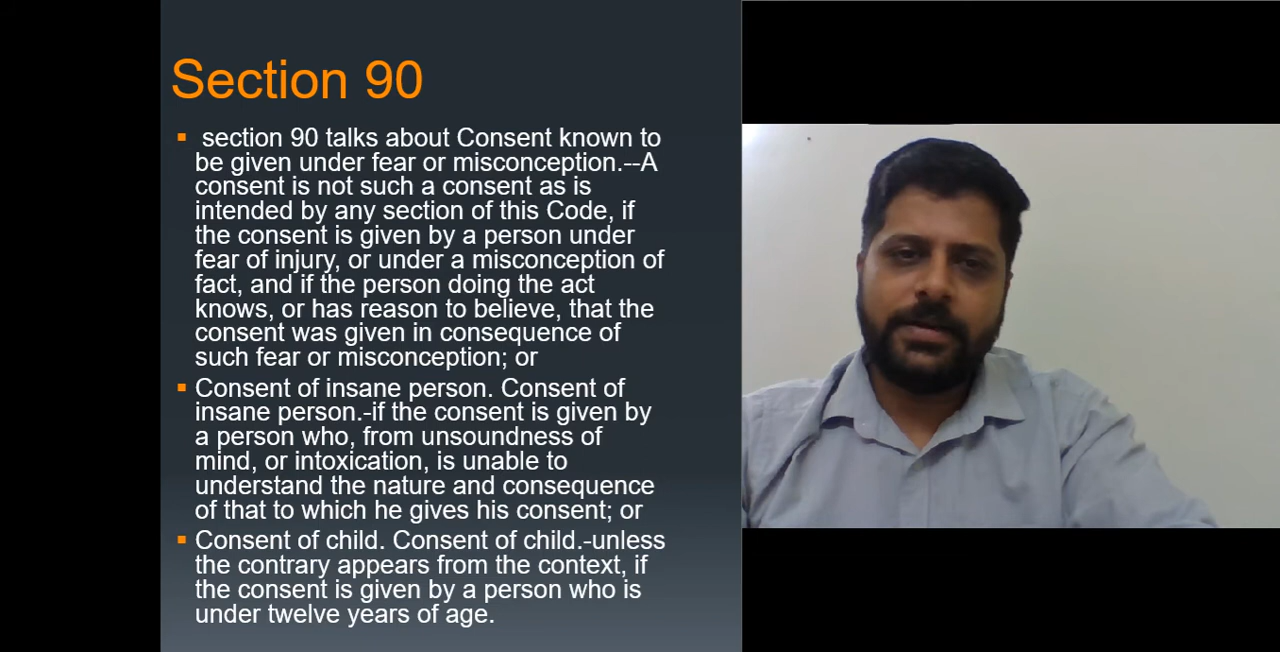 Section 90
section 90 talks about Consent known to
be given under fear or misconception.--A
consent is not such a consent as is
intended by any section of this Code, if
the consent is given by a person under
fear of injury, or under a misconception of
fact, and if the person doing the act
knows, or has reason to believe, that the
consent was given in consequence of
such fear or misconception; or
Consent of insane person. Consent of
insane person.-if the consent is given by
a person who, from unsoundness of
mind, or intoxication, is unable to
understand the nature and consequence
of that to which he gives his consent; or
Consent of child. Consent of child.-unless
the contrary appears from the context, if
the consent is given by a person who is
under twelve years of age.